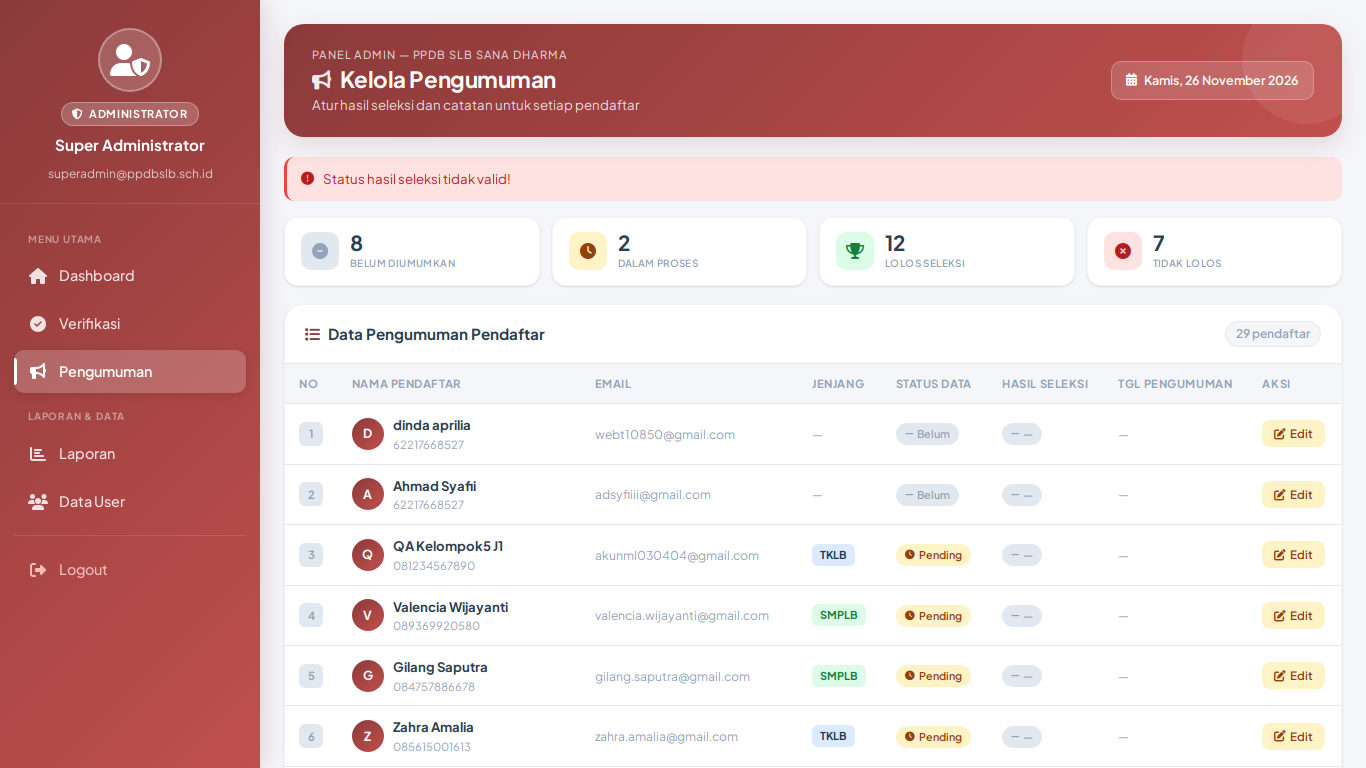 ADMINISTRATOR
Super Administrator
superadmin@ppdbslb.sch.id
MENU UTAMA
Dashboard
Verifikasi
Pengumuman
LAPORAN & DATA
Laporan
Data User
Logout
PANEL ADMIN — PPDB SLB SANA DHARMA
Kelola Pengumuman
Atur hasil seleksi dan catatan untuk setiap pendaftar
Kamis, 26 November 2026
Status hasil seleksi tidak valid!
8
BELUM DIUMUMKAN
2
DALAM PROSES
12
LOLOS SELEKSI
7
TIDAK LOLOS
Data Pengumuman Pendaftar
29 pendaftar
NO NAMA PENDAFTAR EMAIL JENJANG STATUS DATA HASIL SELEKSI TGL PENGUMUMAN AKSI
1 D dinda aprilia webt10850@gmail.com — — Belum — — — Edit
62217668527
2 A Ahmad Syafii adsyfiiii@gmail.com — — Belum — — — Edit
62217668527
3 Q QA Kelompok5 J1 akunml030404@gmail.com TKLB Pending — — — Edit
081234567890
4 V Valencia Wijayanti valencia.wijayanti@gmail.com SMPLB Pending — — — Edit
089369920580
5 G Gilang Saputra gilang.saputra@gmail.com SMPLB Pending — — — Edit
084757886678
6 Z Zahra Amalia zahra.amalia@gmail.com TKLB Pending — — — Edit
085615001613